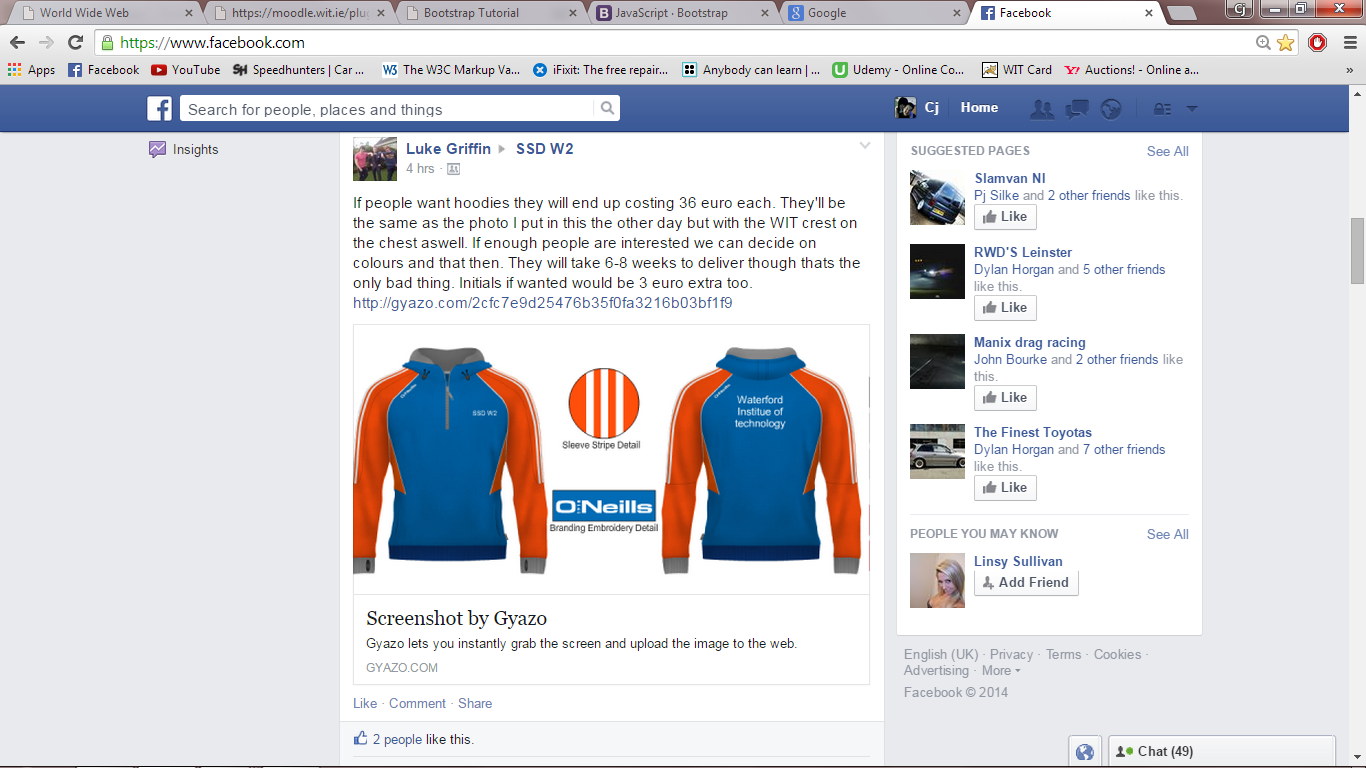 World Wide Web
https://moodle.wit.ie/plu
Bootstrap Tutorial
JavaScript · Bootstrap
Google
Facebook
Cj
https://www.facebook.com
Apps
Facebook
YouTube
Speedhunters | Car ...
The W3C Markup Va...
iFixit: The free repair...
Anybody can learn | ...
Udemy - Online Co...
WIT Card
Auctions! - Online a...
»
Search for people, places and things
Cj
Home
Insights
Luke Griffin
SSD W2
4 hrs ·
If people want hoodies they will end up costing 36 euro each. They'll be
the same as the photo I put in this the other day but with the WIT crest on
the chest aswell. If enough people are interested we can decide on
colours and that then. They will take 6-8 weeks to deliver though thats the
only bad thing. Initials if wanted would be 3 euro extra too.
http://gyazo.com/2cfc7e9d25476b35f0fa3216b03bf1f9
SSD W2
Sleeve Stripe Detail
O'Neills
Branding Embroidery Detail
Waterford
Institue of
technology
Screenshot by Gyazo
Gyazo lets you instantly grab the screen and upload the image to the web.
GYAZO.COM
Like · Comment · Share
2 people like this.
SUGGESTED PAGES
See All
Slamvan NI
Pj Silke and 2 other friends like this.
Like
RWD'S Leinster
Dylan Horgan and 5 other friends
like this.
Like
Manix drag racing
John Bourke and 2 other friends like
this.
Like
The Finest Toyotas
Dylan Horgan and 7 other friends
like this.
Like
PEOPLE YOU MAY KNOW
See All
Linsy Sullivan
Add Friend
English (UK) · Privacy · Terms · Cookies ·
Advertising · More
Facebook © 2014
Chat (49)